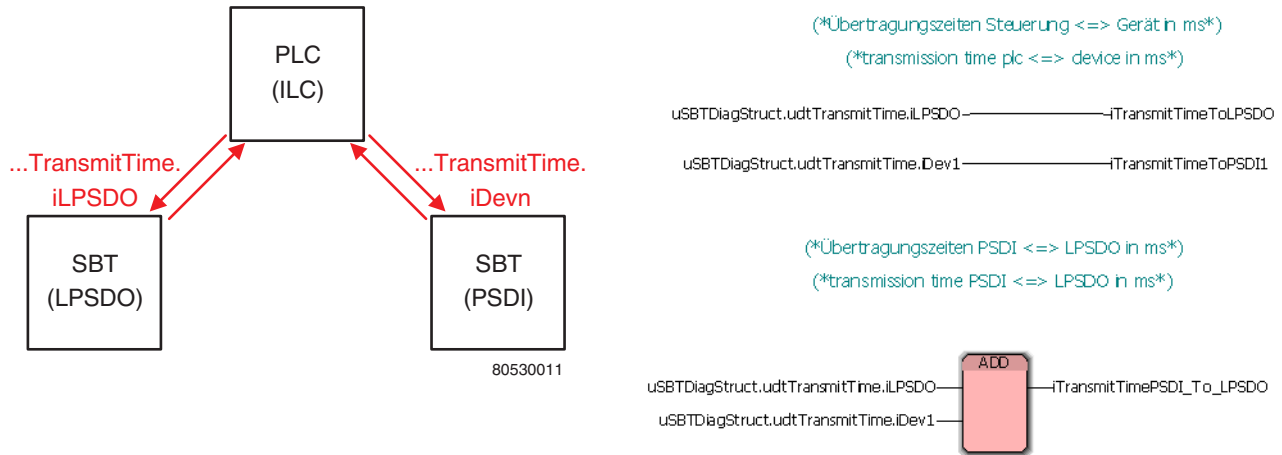 PLC
(ILC)
...TransmitTime.
iLPSDO
...TransmitTime.
iDevn
SBT
(LPSDO)
SBT
(PSDI)
80530011
(*Übertragungszeiten Steuerung <=> Gerät in ms*)
(*transmission time plc <=> device in ms*)
uSBTDiagStruct.udtTransmitTime.iLPSDO
iTransmitTimeToLPSDO
uSBTDiagStruct.udtTransmitTime.iDev1
iTransmitTimeToPSDI1
(*Übertragungszeiten PSDI <=> LPSDO in ms*)
(*transmission time PSDI <=> LPSDO in ms*)
ADD
uSBTDiagStruct.udtTransmitTime.iLPSDO
iTransmitTimePSDI_To_LPSDO
uSBTDiagStruct.udtTransmitTime.iDev1